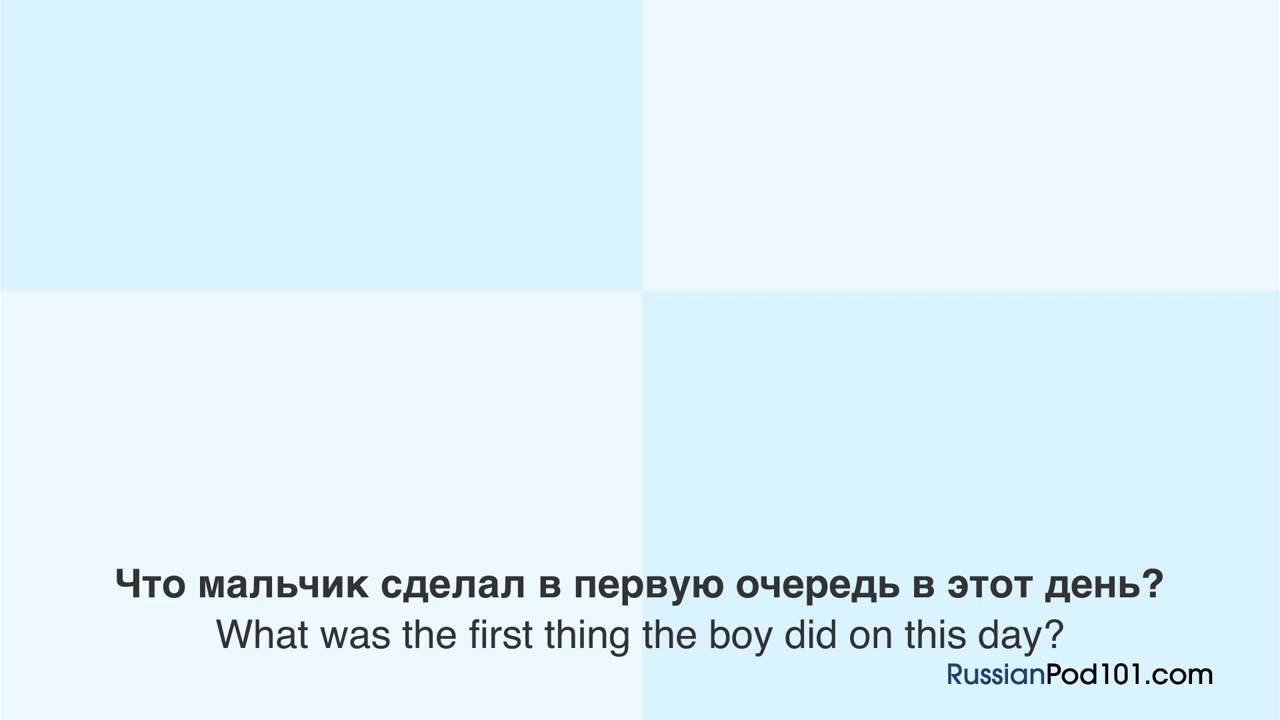 Что мальчик сделал в первую очередь в этот день?
What was the first thing the boy did on this day?
RussianPod101.com